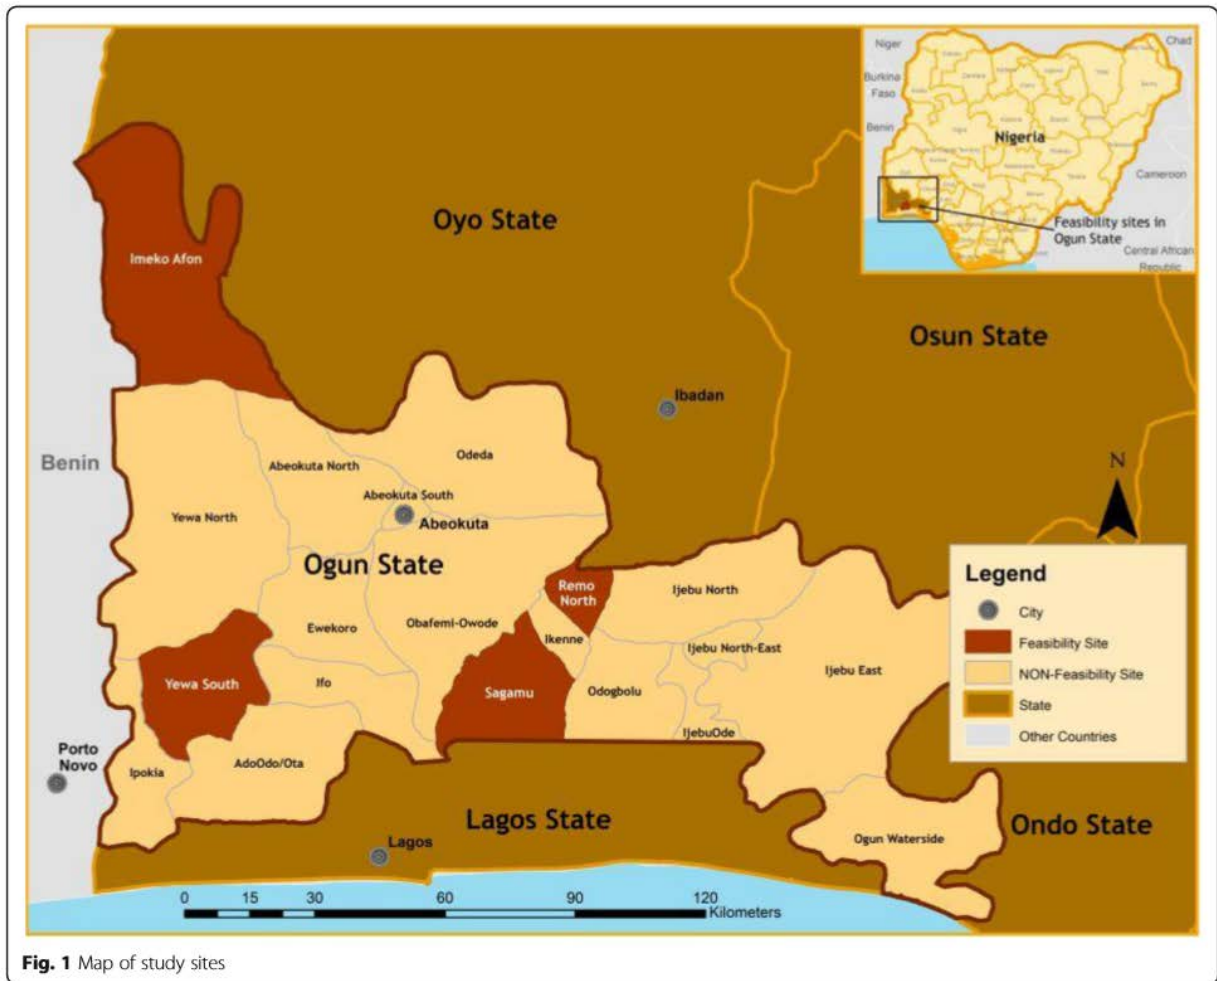 Niger
Chad
Burkina
Faso
Benin
Nigeria
Cameroon
Feasibility sites in
Ogun State
Central African
Republic
Oyo State
Imeko Afon
Osun State
Ibadan
Benin
Abeokuta North
Odeda
Abeokuta South
Abeokuta
Yewa North
Ogun State
N
Legend
City
Feasibility Site
NON-Feasibility Site
State
Other Countries
Remo
North
Ijebu North
Ewekoro
Obafemi-Owode
Ikenne
Ijebu North-East
Ijebu East
Yewa South
Ifo
Sagamu
Odogbolu
IjebuOde
Porto
Novo
Ipokia
AdoOdo/Ota
Lagos State
Ondo State
Ogun Waterside
Lagos
0 15 30 60 90 120
Kilometers
Fig. 1 Map of study sites